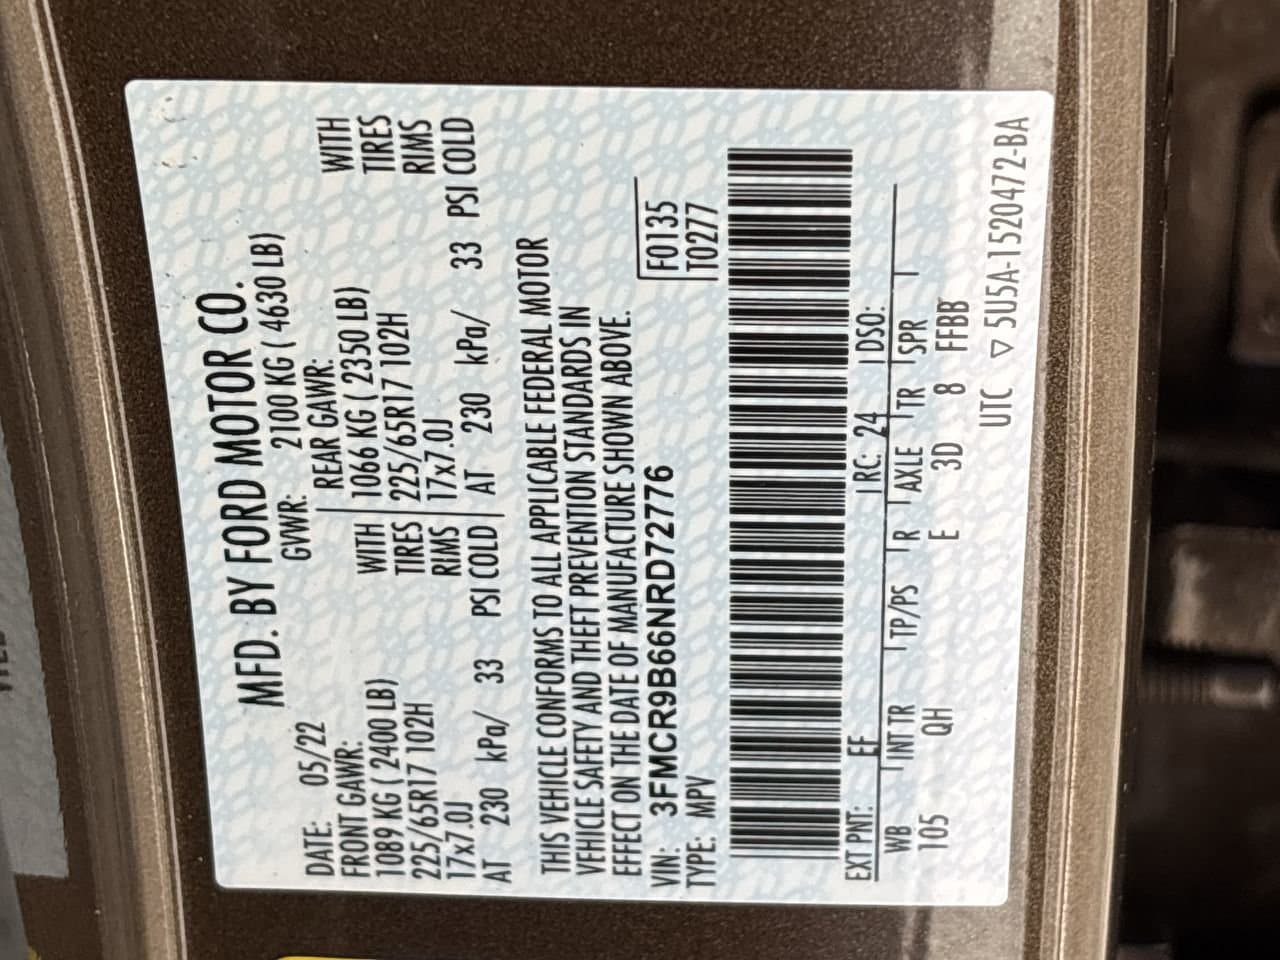 MFD. BY FORD MOTOR CO.
DATE: 05/22 GVWR: 2100 KG ( 4630 LB)
FRONT GAWR: REAR GAWR:
1089 KG ( 2400 LB) WITH 1066 KG ( 2350 LB) WITH
225/65R17 102H TIRES 225/65R17 102H TIRES
17x7.0J RIMS 17x7.0J RIMS
AT 230 kPa/ 33 PSI COLD AT 230 kPa/ 33 PSI COLD
THIS VEHICLE CONFORMS TO ALL APPLICABLE FEDERAL MOTOR
VEHICLE SAFETY AND THEFT PREVENTION STANDARDS IN
EFFECT ON THE DATE OF MANUFACTURE SHOWN ABOVE.
VIN: 3FMCR9B66NRD72776 F0135
TYPE: MPV T0277
EXT PNT: EF RC: 24 DSO:
WB INT TR TP/PS R AXLE TR SPR
105 QH E 3D 8 FFBB
UTC ▽ 5U5A-1520472-BA